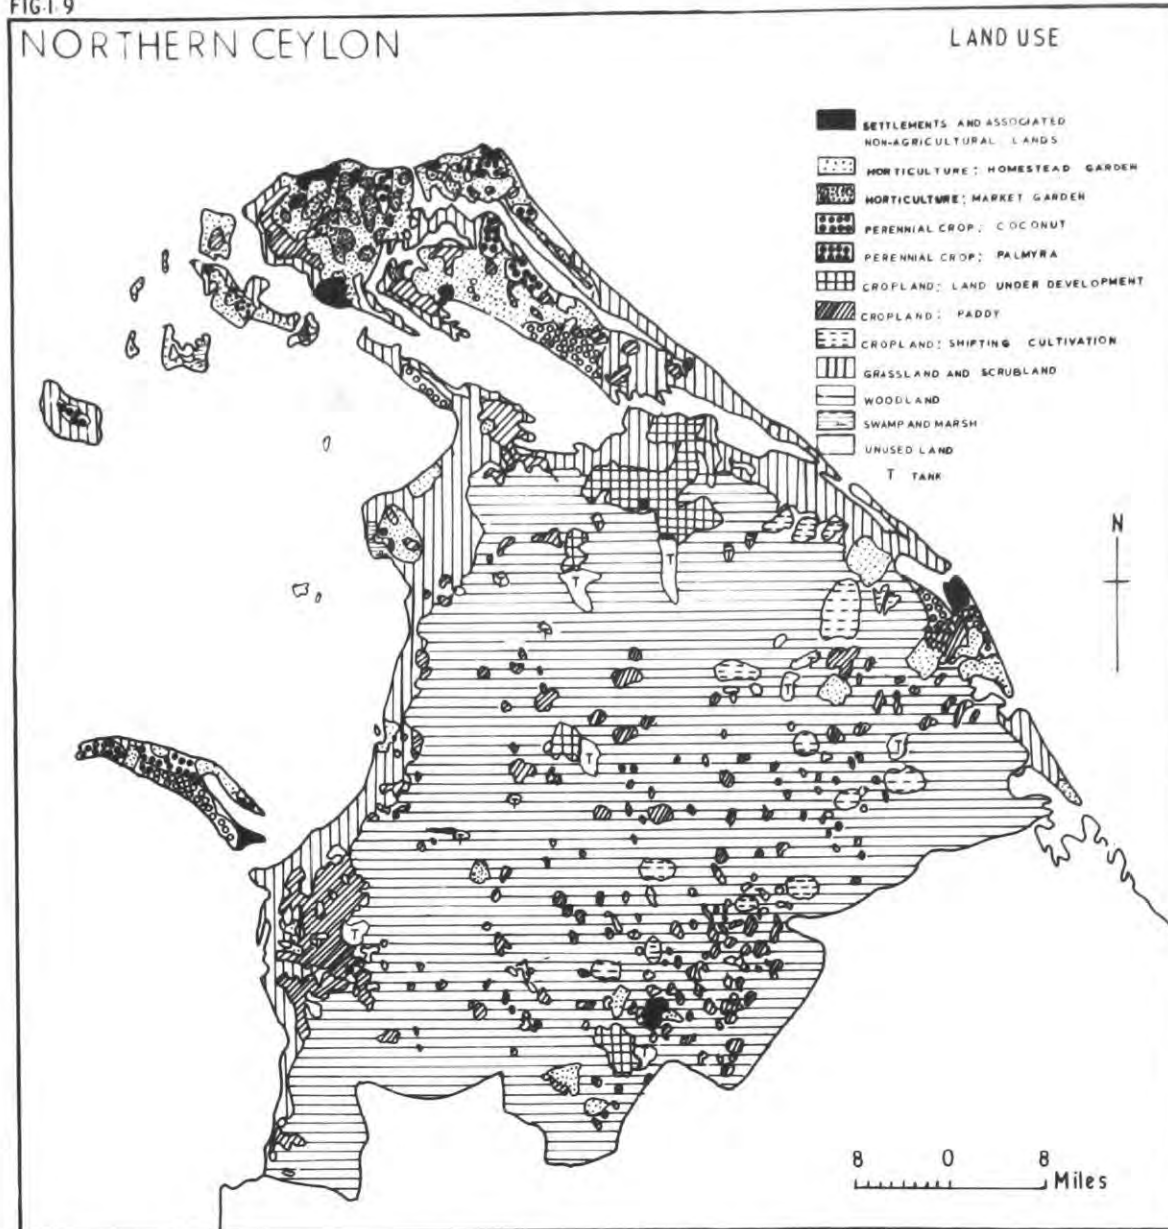 FIG.1.9
NORTHERN CEYLON
LAND USE
SETTLEMENTS AND ASSOCIATED
NON-AGRICULTURAL LANDS
HORTICULTURE; HOMESTEAD GARDEN
HORTICULTURE; MARKET GARDEN
PERENNIAL CROP; COCONUT
PERENNIAL CROP; PALMYRA
CROPLAND; LAND UNDER DEVELOPMENT
CROPLAND; PADDY
CROPLAND; SHIFTING CULTIVATION
GRASSLAND AND SCRUBLAND
WOODLAND
SWAMP AND MARSH
UNUSED LAND
T TANK
N
T
T
T
T
T
T
T
T
T
8 0 8
Miles